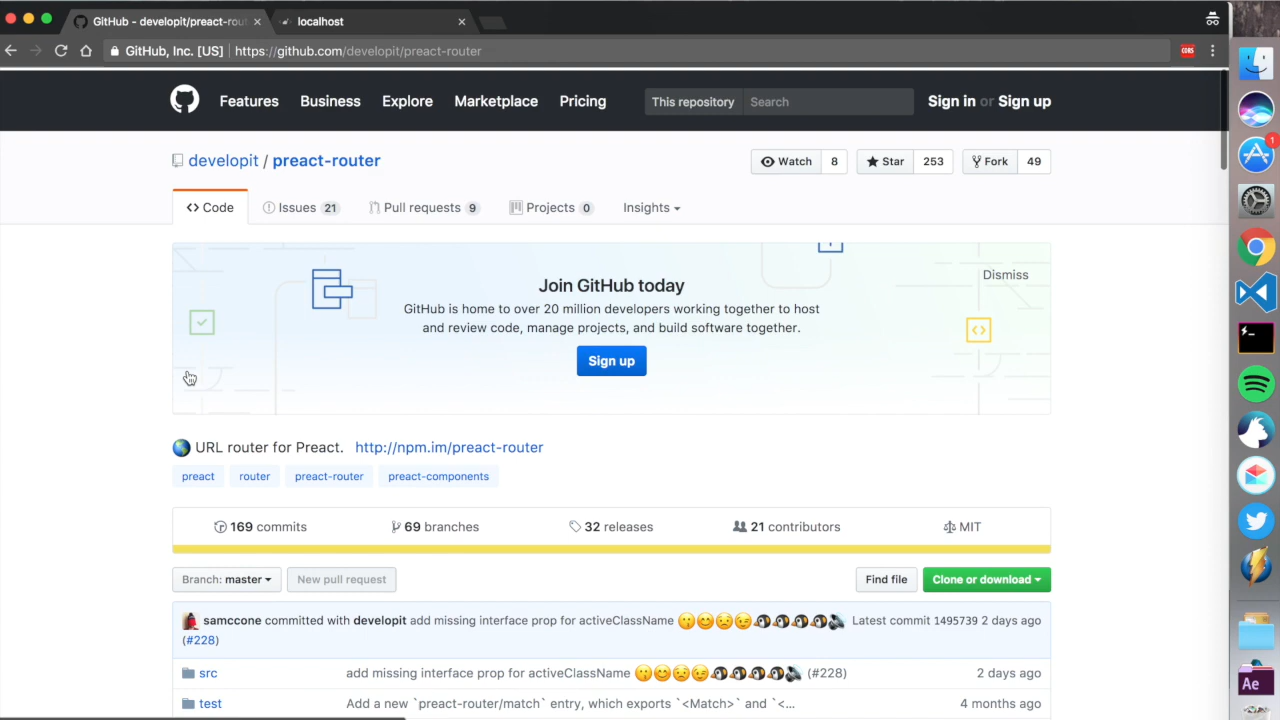 GitHub - developit/preact-rout
localhost
GitHub, Inc. [US] https://github.com/developit/preact-router
CORS
Features Business Explore Marketplace Pricing This repository Search Sign in or Sign up
developit / preact-router
Watch 8 Star 253 Fork 49
Code Issues 21 Pull requests 9 Projects 0 Insights
Join GitHub today
Dismiss
GitHub is home to over 20 million developers working together to host
and review code, manage projects, and build software together.
Sign up
URL router for Preact. http://npm.im/preact-router
preact router preact-router preact-components
169 commits 69 branches 32 releases 21 contributors MIT
Branch: master New pull request Find file Clone or download
samccone committed with developit add missing interface prop for activeClassName 😗😊😟😉🐧🐧🐧🐧🔈 Latest commit 1495739 2 days ago
(#228)
src add missing interface prop for activeClassName 😗😊😟😉🐧🐧🐧🐧🔈 (#228) 2 days ago
test Add a new `preact-router/match` entry, which exports `<Match>` and `<... 4 months ago
1
Ae